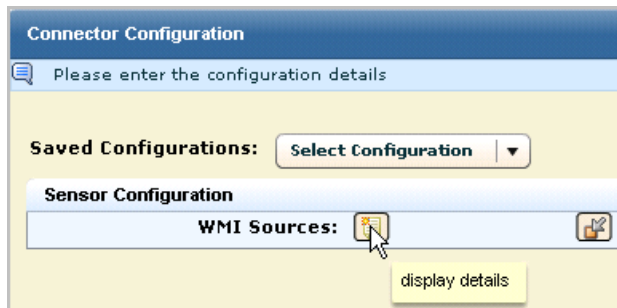 Connector Configuration
Please enter the configuration details
Saved Configurations: Select Configuration
Sensor Configuration
WMI Sources:
display details